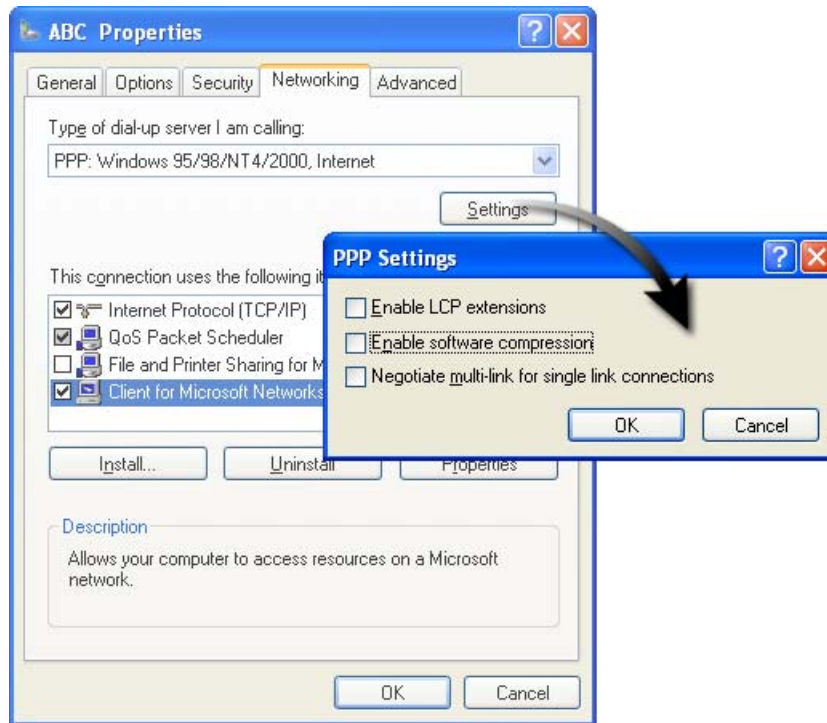 ABC Properties
General Options Security Networking Advanced
Type of dial-up server I am calling:
PPP: Windows 95/98/NT4/2000, Internet
Settings
This connection uses the following
Internet Protocol (TCP/IP)
QoS Packet Scheduler
File and Printer Sharing for
Client for Microsoft Networks
Install... Uninstall Properties
Description
Allows your computer to access resources on a Microsoft
network.
OK Cancel
PPP Settings
Enable LCP extensions
Enable software compression
Negotiate multi-link for single link connections
OK Cancel